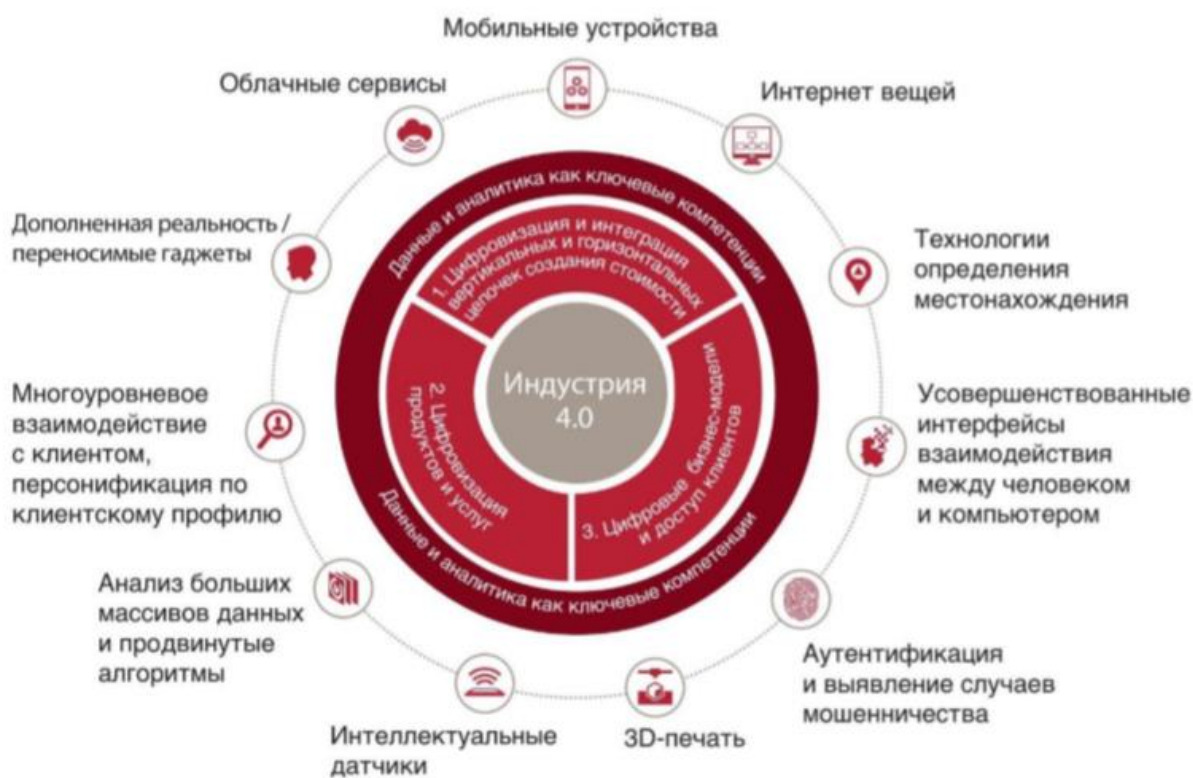 Мобильные устройства
Облачные сервисы
Интернет вещей
Дополненная реальность /
переносимые гаджеты
Технологии
определения
местонахождения
Многоуровневое
взаимодействие
с клиентом,
персонификация по
клиентскому профилю
Усовершенствованные
интерфейсы
взаимодействия
между человеком
и компьютером
Анализ больших
массивов данных
и продвинутые
алгоритмы
Аутентификация
и выявление случаев
мошенничества
Интеллектуальные
датчики
3D-печать
Данные и аналитика как ключевые компетенции
1. Цифровизация и интеграция
вертикальных и горизонтальных
цепочек создания стоимости
2. Цифровизация
продуктов и услуг
3. Цифровые бизнес-модели
и доступ клиентов
Индустрия
4.0
Данные и аналитика как ключевые компетенции